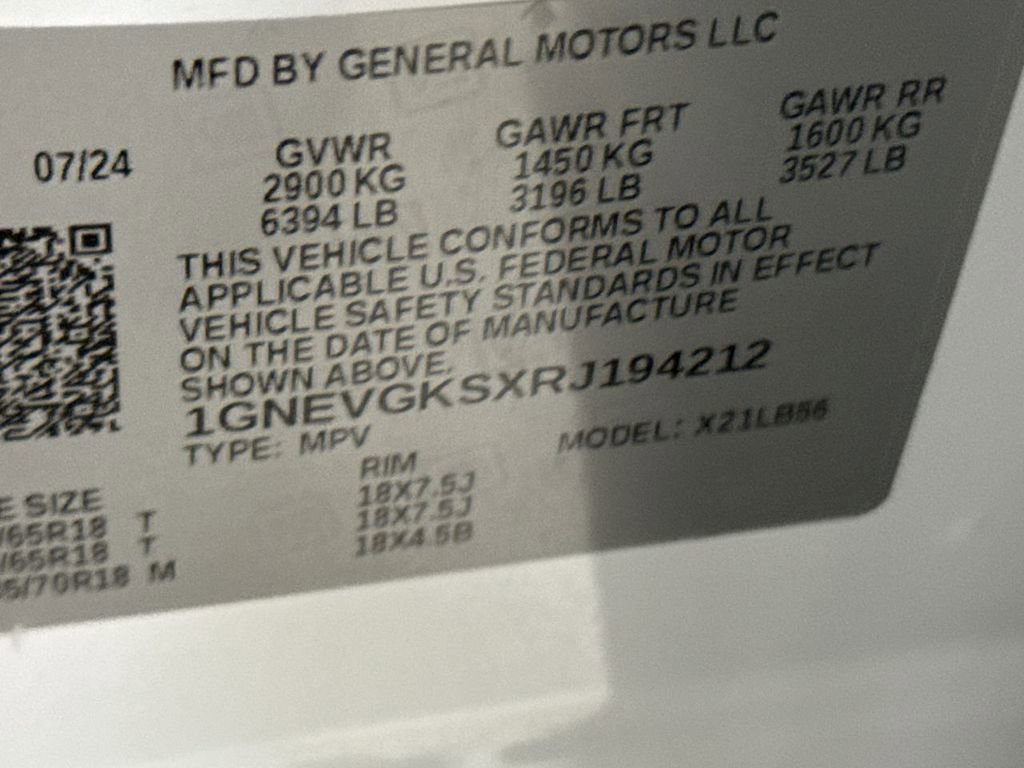 MFD BY GENERAL MOTORS LLC
07/24
GVWR
2900 KG
6394 LB
GAWR FRT
1450 KG
3196 LB
GAWR RR
1600 KG
3527 LB
THIS VEHICLE CONFORMS TO ALL
APPLICABLE U.S. FEDERAL MOTOR
VEHICLE SAFETY STANDARDS IN EFFECT
ON THE DATE OF MANUFACTURE
SHOWN ABOVE.
1GNEVGKSXRJ194212
TYPE: MPV
MODEL: X21LB56
E SIZE
/65R18 T
/65R18 T
5/70R18 M
RIM
18X7.5J
18X7.5J
18X4.5B